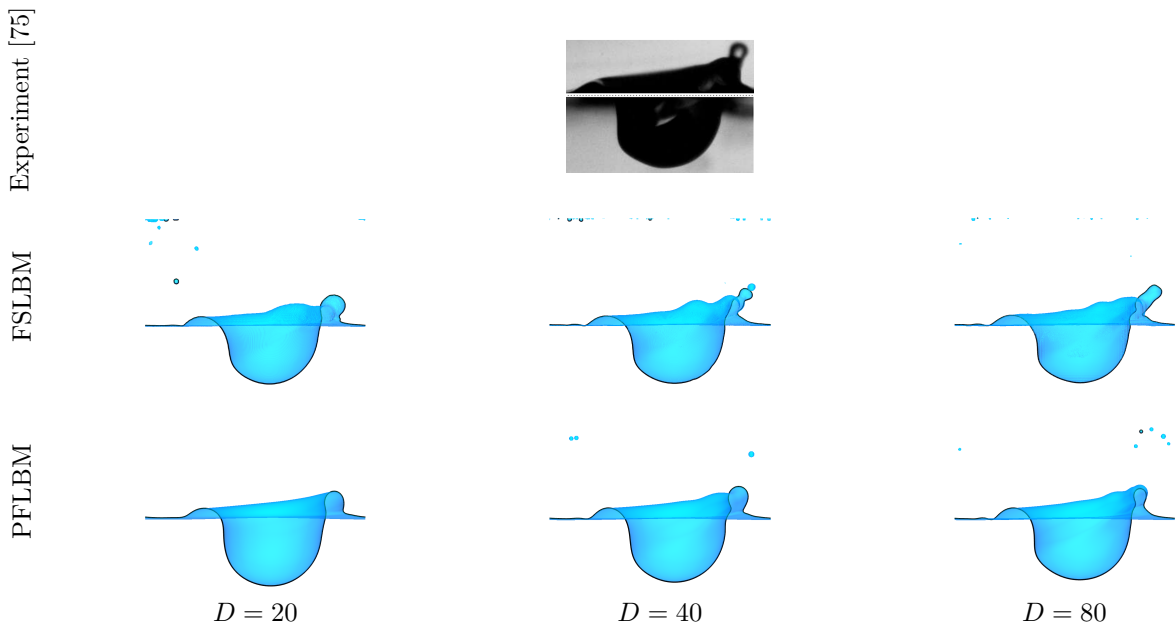 Experiment [75]
FSLBM
PFLBM
D = 20
D = 40
D = 80